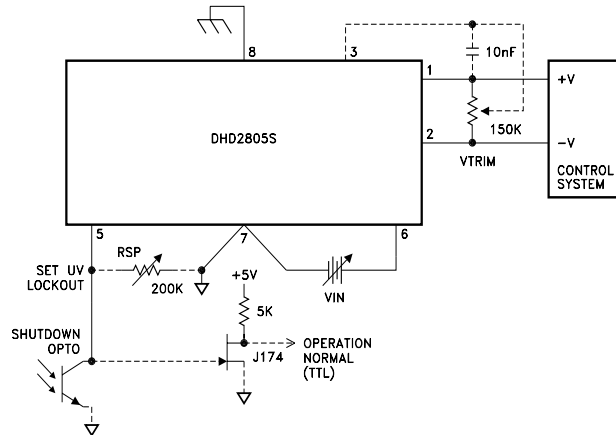 8
3
10nF
1
+V
DHD2805S
150K
2
-V
VTRIM
CONTROL
SYSTEM
5
7
6
RSP
SET UV
LOCKOUT
200K
+5V
VIN
5K
SHUTDOWN
OPTO
J174
OPERATION
NORMAL
(TTL)